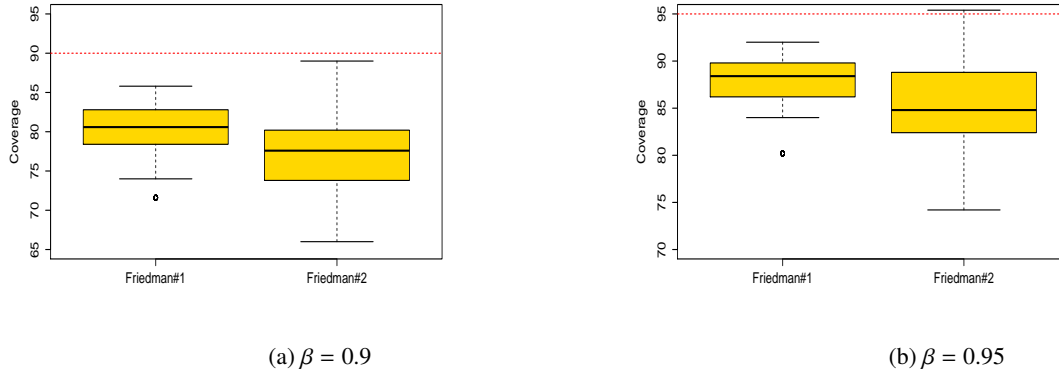 Coverage
95
90
85
80
75
70
65
Friedman#1 Friedman#2
(a) β = 0.9
Coverage
95
90
85
80
75
70
Friedman#1 Friedman#2
(b) β = 0.95